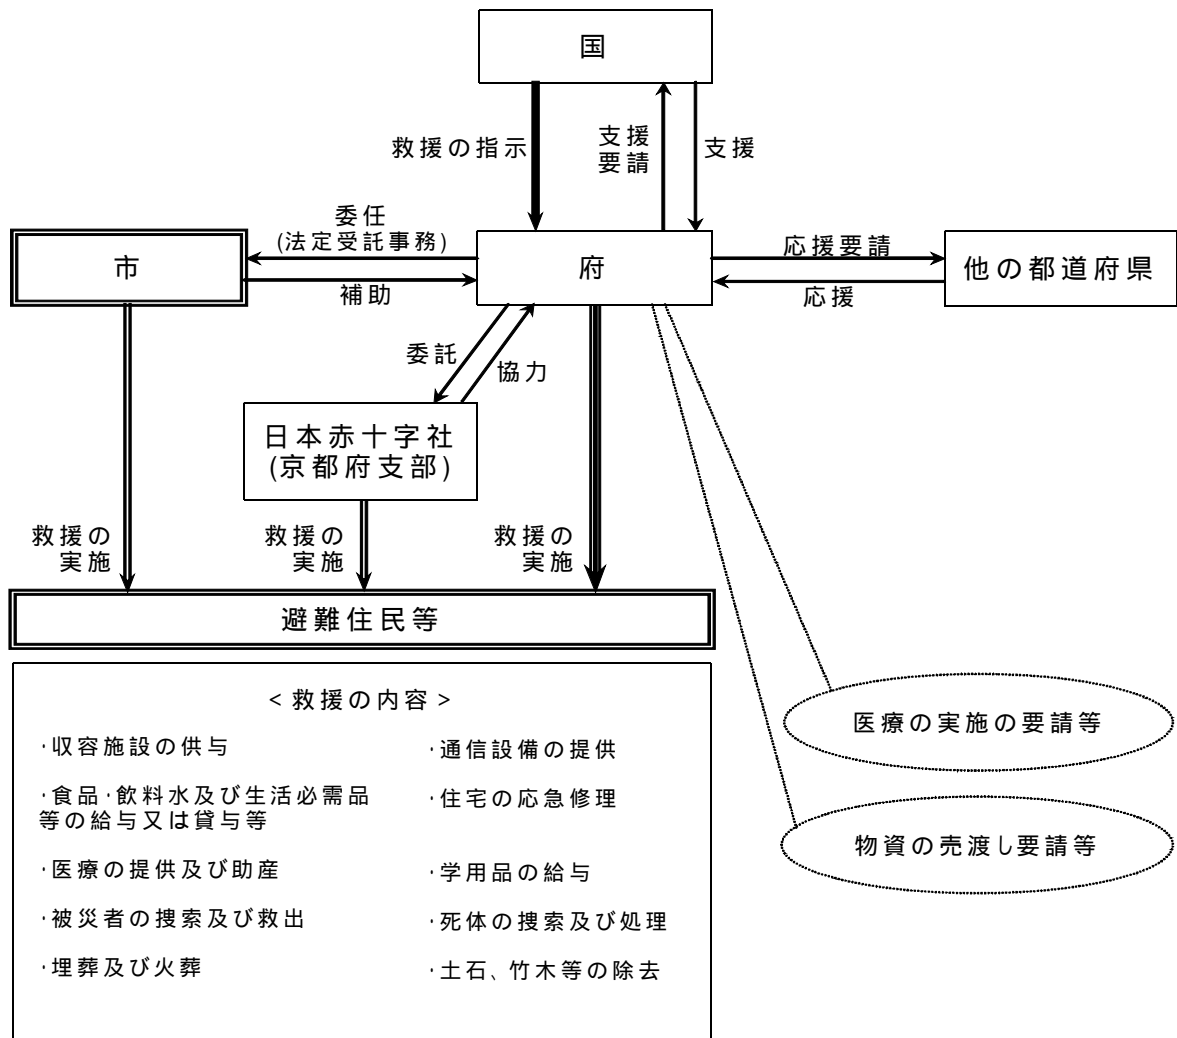 国
救援の指示
支援
要請
支援
委任
(法定受託事務)
市
府
応援要請
他の都道府県
補助
応援
委託
協力
日本赤十字社
(京都府支部)
救援の
実施
救援の
実施
救援の
実施
避難住民等
<救援の内容>
･収容施設の供与
･通信設備の提供
･食品･飲料水及び生活必需品
等の給与又は貸与等
･住宅の応急修理
･医療の提供及び助産
･学用品の給与
･被災者の捜索及び救出
･死体の捜索及び処理
･埋葬及び火葬
･土石、竹木等の除去
医療の実施の要請等
物資の売渡し要請等